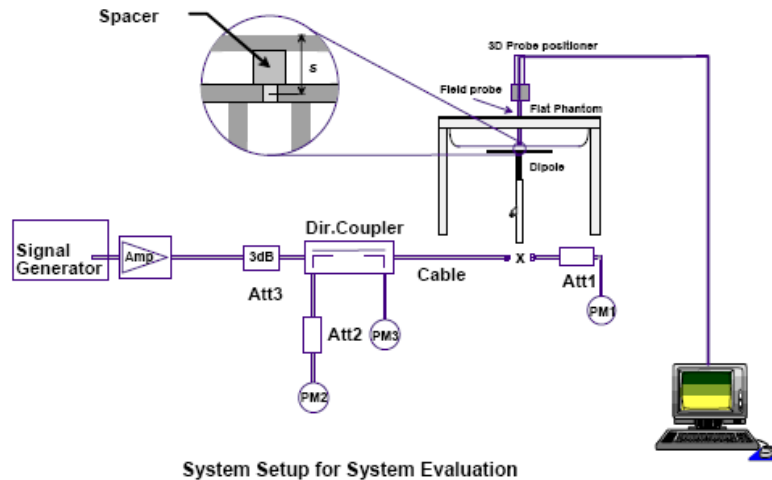 Spacer
s
3D Probe positioner
Field probe
Flat Phantom
Dipole
Signal
Generator
Amp
3dB
Att3
Dir.Coupler
Cable
X
Att1
PM1
Att2
PM3
PM2
System Setup for System Evaluation